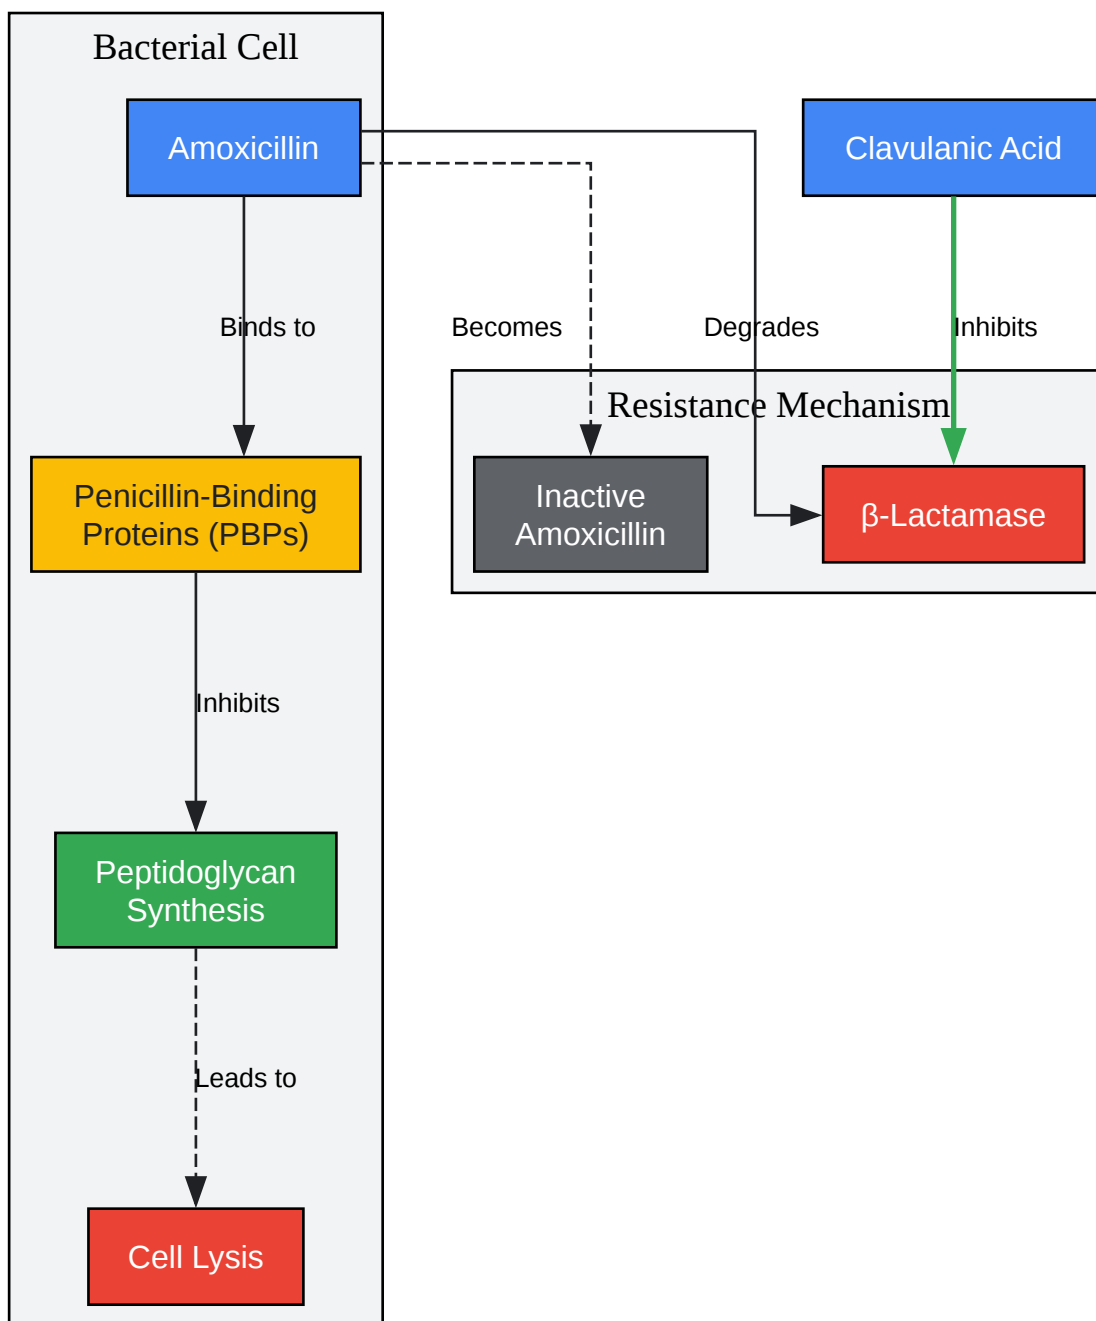 Bacterial Cell
Amoxicillin
Clavulanic Acid
Binds to
Becomes
Degrades
Inhibits
Resistance Mechanism
Penicillin-Binding
Proteins (PBPs)
Inactive
Amoxicillin
β-Lactamase
Inhibits
Peptidoglycan
Synthesis
Leads to
Cell Lysis